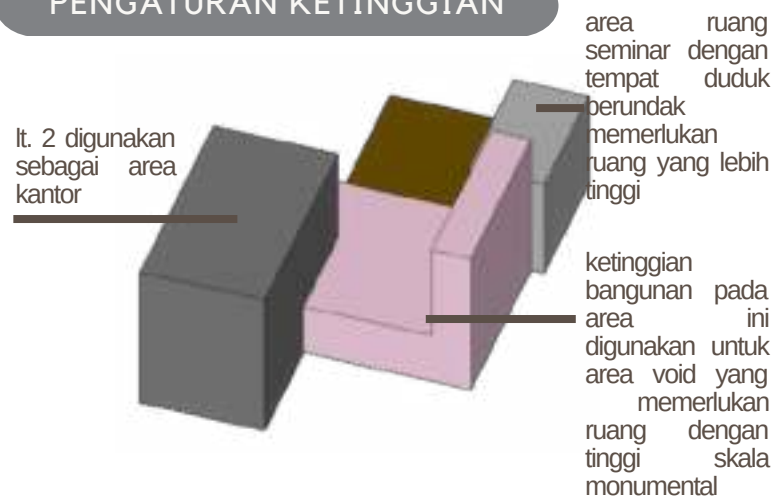 PENGATURAN KETINGGIAN
lt. 2 digunakan
sebagai area
kantor
area ruang
seminar dengan
tempat duduk
berundak
memerlukan
ruang yang lebih
tinggi
ketinggian
bangunan pada
area ini
digunakan untuk
area void yang
memerlukan
ruang dengan
tinggi skala
monumental